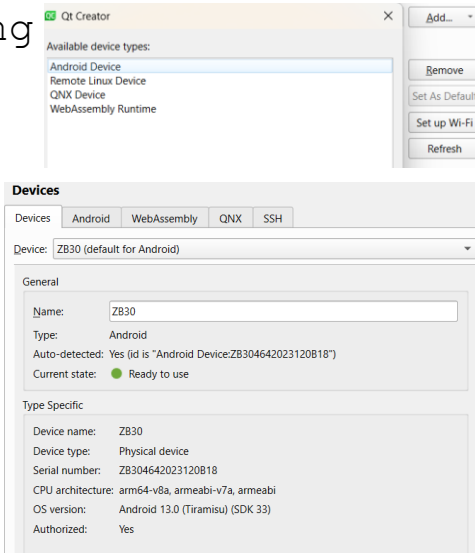 Qt Creator
Add...
Available device types:
Android Device
Remote Linux Device
Remove
QNX Device
Set As Default
WebAssembly Runtime
Set up Wi-Fi
Refresh
Devices
Devices Android WebAssembly QNX SSH
Device: ZB30 (default for Android)
General
Name: ZB30
Type: Android
Auto-detected: Yes (id is "Android Device:ZB304642023120B18")
Current state: Ready to use
Type Specific
Device name: ZB30
Device type: Physical device
Serial number: ZB304642023120B18
CPU architecture: arm64-v8a, armeabi-v7a, armeabi
OS version: Android 13.0 (Tiramisu) (SDK 33)
Authorized: Yes